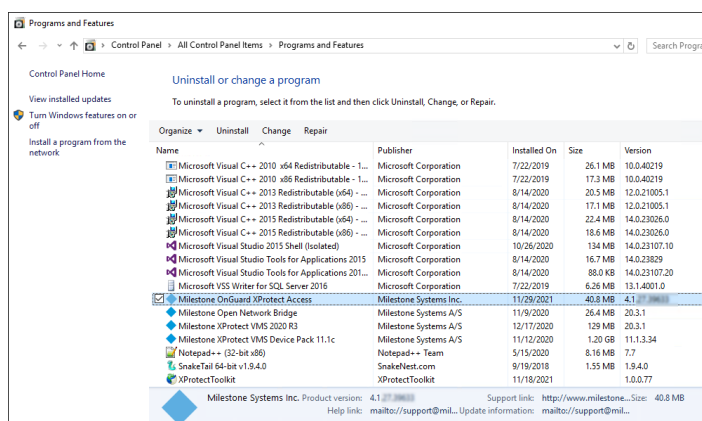 Programs and Features
Control Panel > All Control Panel Items > Programs and Features Search Progra
Control Panel Home
View installed updates
Turn Windows features on or off
Install a program from the network
Uninstall or change a program
To uninstall a program, select it from the list and then click Uninstall, Change, or Repair.
Organize Uninstall Change Repair
Name Publisher Installed On Size Version
Microsoft Visual C++ 2010 x64 Redistributable - 1... Microsoft Corporation 7/22/2019 26.1 MB 10.0.40219
Microsoft Visual C++ 2010 x86 Redistributable - 1... Microsoft Corporation 7/22/2019 17.3 MB 10.0.40219
Microsoft Visual C++ 2013 Redistributable (x64) - ... Microsoft Corporation 8/14/2020 20.5 MB 12.0.21005.1
Microsoft Visual C++ 2013 Redistributable (x86) - ... Microsoft Corporation 8/14/2020 17.1 MB 12.0.21005.1
Microsoft Visual C++ 2015 Redistributable (x64) - ... Microsoft Corporation 8/14/2020 22.4 MB 14.0.23026.0
Microsoft Visual C++ 2015 Redistributable (x86) - ... Microsoft Corporation 8/14/2020 18.6 MB 14.0.23026.0
Microsoft Visual Studio 2015 Shell (Isolated) Microsoft Corporation 10/26/2020 134 MB 14.0.23107.10
Microsoft Visual Studio Tools for Applications 2015 Microsoft Corporation 8/14/2020 16.7 MB 14.0.23829
Microsoft Visual Studio Tools for Applications 201... Microsoft Corporation 8/14/2020 88.0 KB 14.0.23107.20
Microsoft VSS Writer for SQL Server 2016 Microsoft Corporation 7/22/2019 6.26 MB 13.1.4001.0
Milestone OnGuard XProtect Access Milestone Systems Inc. 11/29/2021 40.8 MB 4.1
Milestone Open Network Bridge Milestone Systems A/S 11/9/2020 26.4 MB 20.3.1
Milestone XProtect VMS 2020 R3 Milestone Systems A/S 12/17/2020 129 MB 20.3.1
Milestone XProtect VMS Device Pack 11.1c Milestone Systems A/S 11/12/2020 1.20 GB 11.1.3.34
Notepad++ (32-bit x86) Notepad++ Team 5/15/2020 8.16 MB 7.7
SnakeTail 64-bit v1.9.4.0 SnakeNest.com 9/19/2018 1.55 MB 1.9.4.0
XProtectToolkit XProtectToolkit 11/18/2021 1.0.0.77
Milestone Systems Inc. Product version: 4.1 Support link: http://www.milestone... Size: 40.8 MB
Help link: mailto://support@mil... Update information: mailto://support@mil...